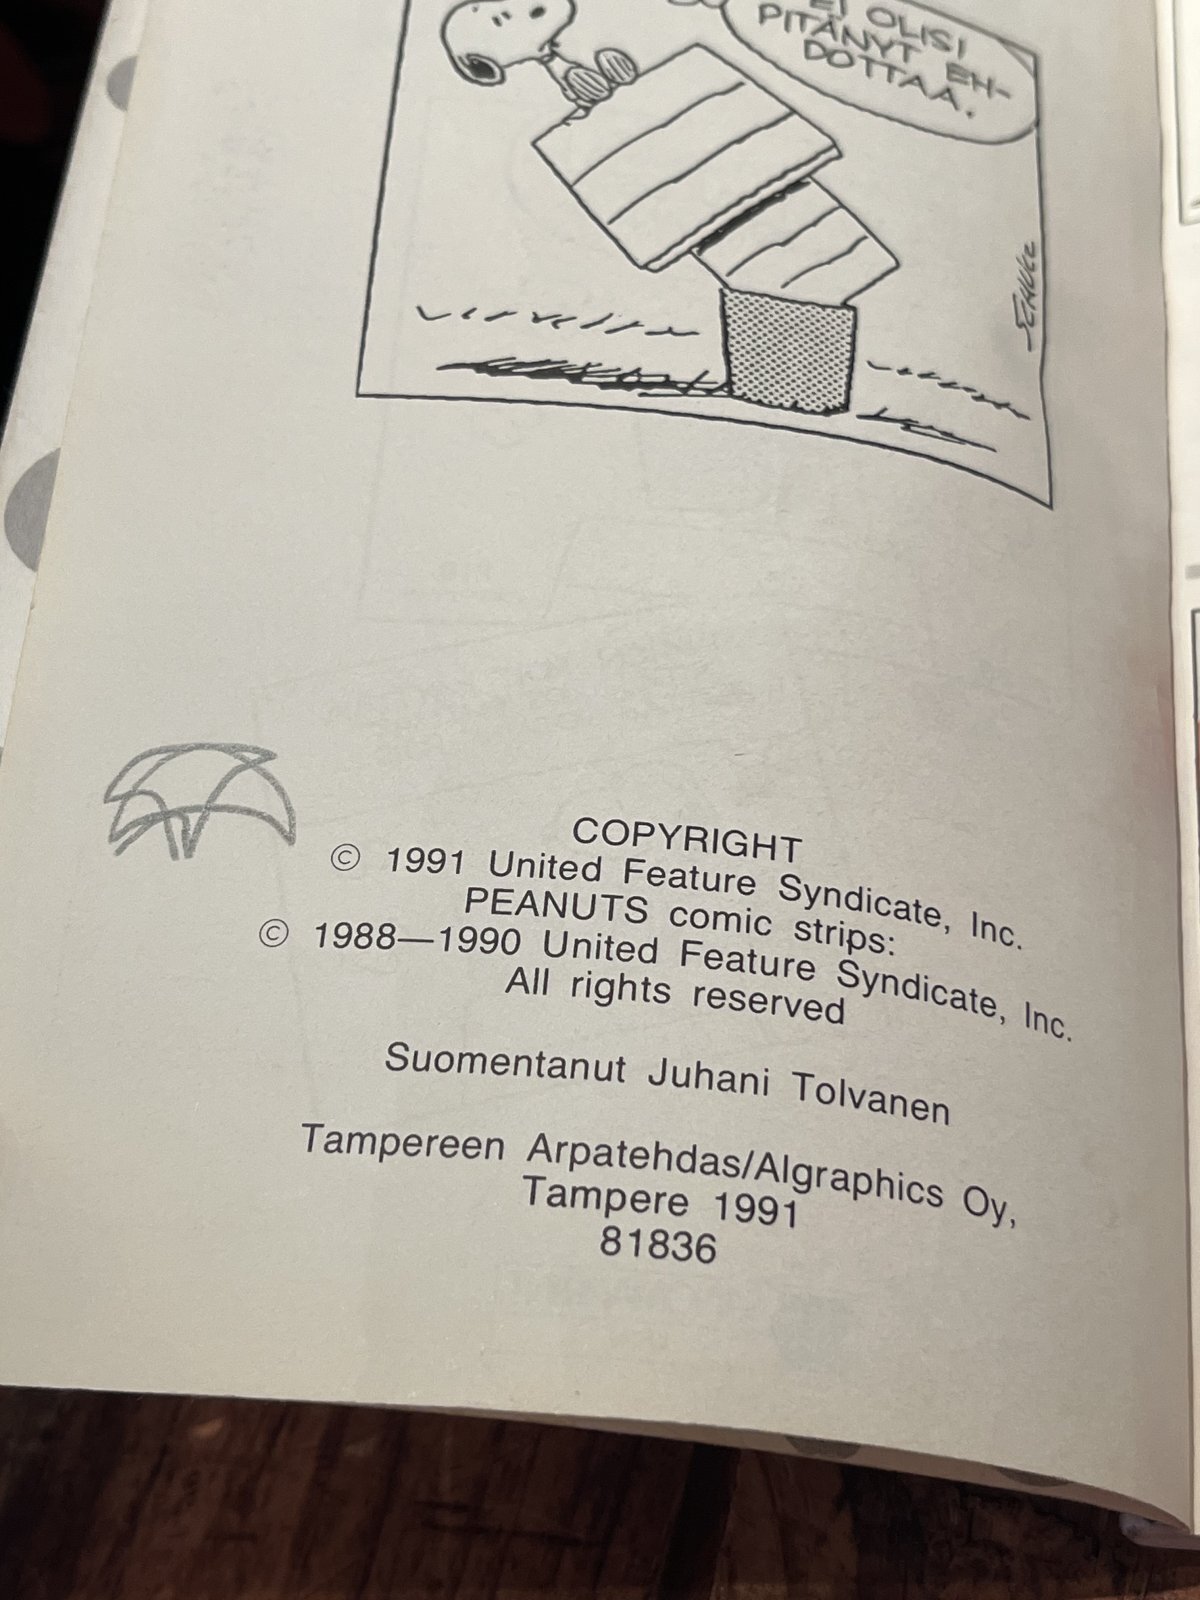 EI OLISI
PITÄNYT EH-
DOTTAA.
SCHULZ
COPYRIGHT
© 1991 United Feature Syndicate, Inc.
PEANUTS comic strips:
© 1988—1990 United Feature Syndicate, Inc.
All rights reserved
Suomentanut Juhani Tolvanen
Tampereen Arpatehdas/Algraphics Oy,
Tampere 1991
81836